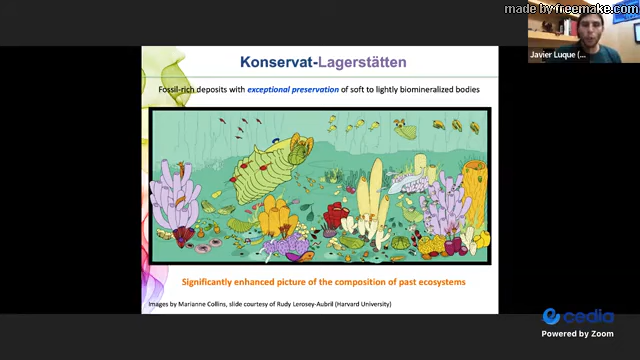 made by freemake.com
Javier Luque (...
Konservat-Lagerstätten
Fossil-rich deposits with exceptional preservation of soft to lightly biomineralized bodies
Significantly enhanced picture of the composition of past ecosystems
Images by Marianne Collins, slide courtesy of Rudy Lerosey-Aubril (Harvard University)
cedia
Powered by Zoom